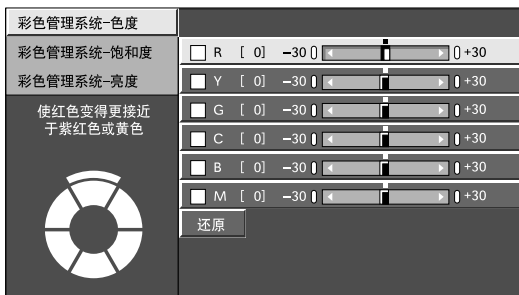 彩色管理系统-色度
彩色管理系统-饱和度
彩色管理系统-亮度
使红色变得更接近
于紫红色或黄色
R [ 0] -30 +30
Y [ 0] -30 +30
G [ 0] -30 +30
C [ 0] -30 +30
B [ 0] -30 +30
M [ 0] -30 +30
还原